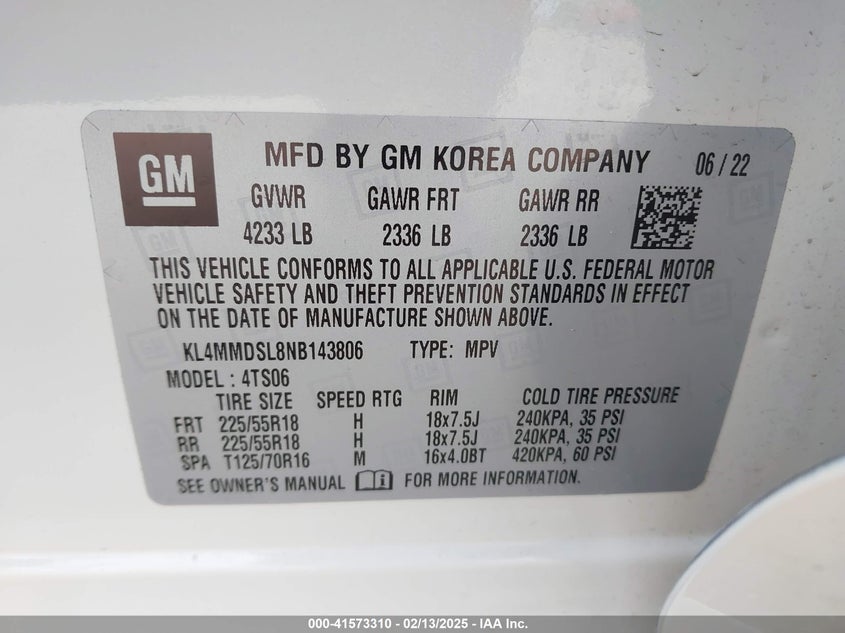 GM MFD BY GM KOREA COMPANY 06 / 22
GVWR GAWR FRT GAWR RR
4233 LB 2336 LB 2336 LB
THIS VEHICLE CONFORMS TO ALL APPLICABLE U.S. FEDERAL MOTOR
VEHICLE SAFETY AND THEFT PREVENTION STANDARDS IN EFFECT
ON THE DATE OF MANUFACTURE SHOWN ABOVE.
KL4MMDSL8NB143806 TYPE: MPV
MODEL : 4TS06
TIRE SIZE SPEED RTG RIM COLD TIRE PRESSURE
FRT 225/55R18 H 18x7.5J 240KPA, 35 PSI
RR 225/55R18 H 18x7.5J 240KPA, 35 PSI
SPA T125/70R16 M 16x4.0BT 420KPA, 60 PSI
SEE OWNER'S MANUAL FOR MORE INFORMATION.
000-41573310 - 02/13/2025 - IAA Inc.